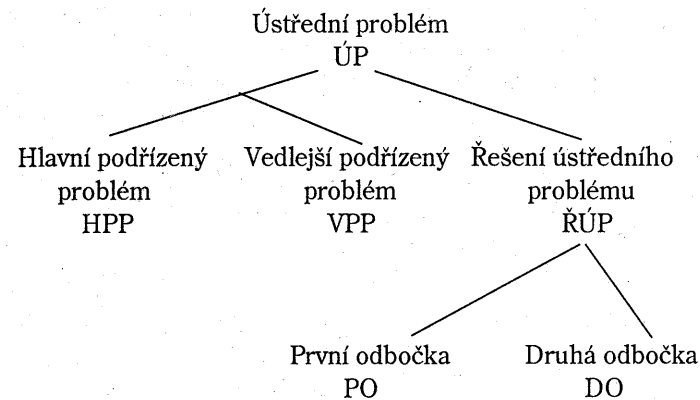 Ústřední problém
ÚP
Hlavní podřízený
problém
HPP
Vedlejší podřízený
problém
VPP
Řešení ústředního
problému
ŘÚP
První odbočka
PO
Druhá odbočka
DO